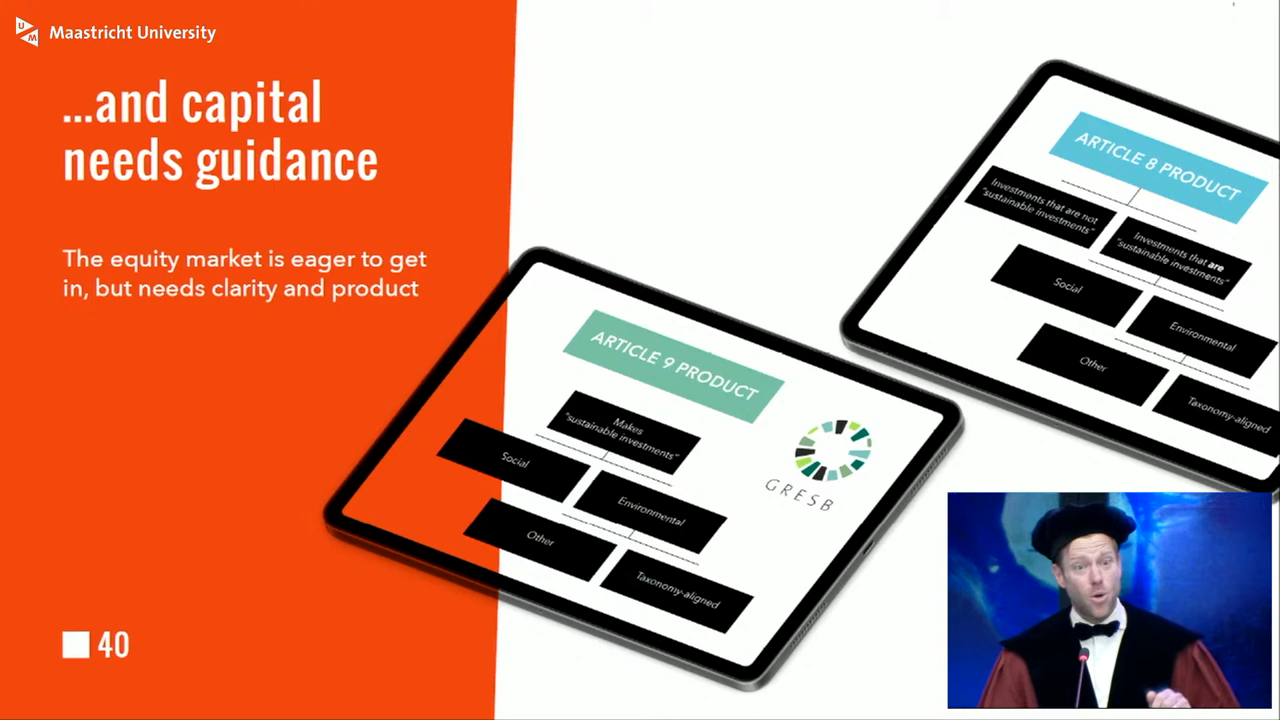 UM
Maastricht University
...and capital
needs guidance
The equity market is eager to get
in, but needs clarity and product
40
ARTICLE 9 PRODUCT
Makes
"sustainable investments"
Social
Environmental
Other
Taxonomy-aligned
GRESB
ARTICLE 8 PRODUCT
Investments that are not
"sustainable investments"
Investments that are
"sustainable investments"
Social
Environmental
Other
Taxonomy-aligned